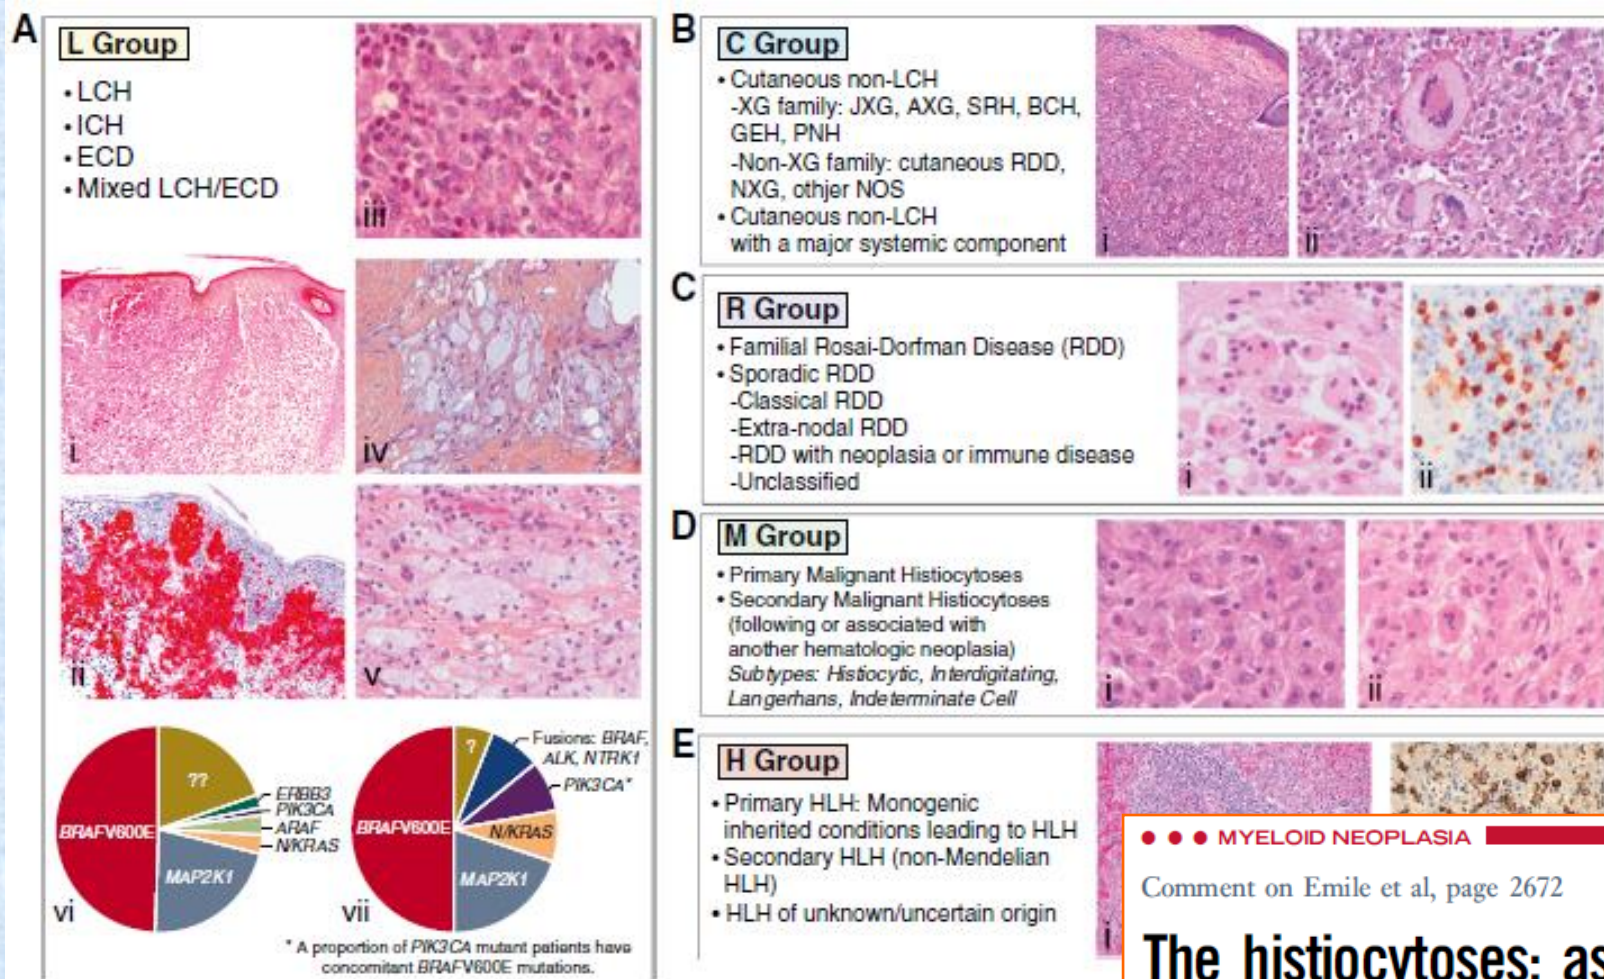 A
L Group
• LCH
• ICH
• ECD
• Mixed LCH/ECD
iii
i
iv
ii
v
??
ERBB3
PIK3CA
ARAF
N/KRAS
BRAFV600E
MAP2K1
vi
?
Fusions: BRAF,
ALK, NTRK1
PIK3CA*
N/KRAS
BRAFV600E
MAP2K1
vii
* A proportion of PIK3CA mutant patients have
concomitant BRAFV600E mutations.
B
C Group
• Cutaneous non-LCH
-XG family: JXG, AXG, SRH, BCH,
GEH, PNH
-Non-XG family: cutaneous RDD,
NXG, othjer NOS
• Cutaneous non-LCH
with a major systemic component
i
ii
C
R Group
• Familial Rosai-Dorfman Disease (RDD)
• Sporadic RDD
-Classical RDD
-Extra-nodal RDD
-RDD with neoplasia or immune disease
-Unclassified
i
ii
D
M Group
• Primary Malignant Histiocytoses
• Secondary Malignant Histiocytoses
(following or associated with
another hematologic neoplasia)
Subtypes: Histiocytic, Interdigitating,
Langerhans, Indeterminate Cell
i
ii
E
H Group
• Primary HLH: Monogenic
inherited conditions leading to HLH
• Secondary HLH (non-Mendelian
HLH)
• HLH of unknown/uncertain origin
i
• • • MYELOID NEOPLASIA
Comment on Emile et al, page 2672
The histiocytoses: as